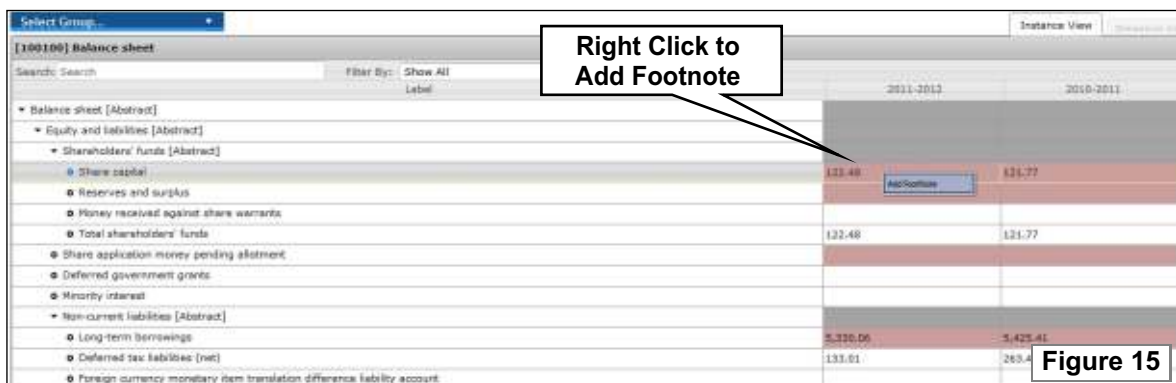 Select Group...
Instance View
[100100] Balance sheet
Right Click to
Add Footnote
Search: Search
Filter By: Show All
Label
2011-2012
2010-2011
Balance sheet [Abstract]
Equity and liabilities [Abstract]
Shareholders' funds [Abstract]
Share capital
122.48
121.77
Add Footnote
Reserves and surplus
Money received against share warrants
Total shareholders' funds
122.48
121.77
Share application money pending allotment
Deferred government grants
Minority interest
Non-current liabilities [Abstract]
Long-term borrowings
5,330.06
5,425.41
Deferred tax liabilities (net)
133.01
Foreign currency monetary item translation difference liability account
Figure 15